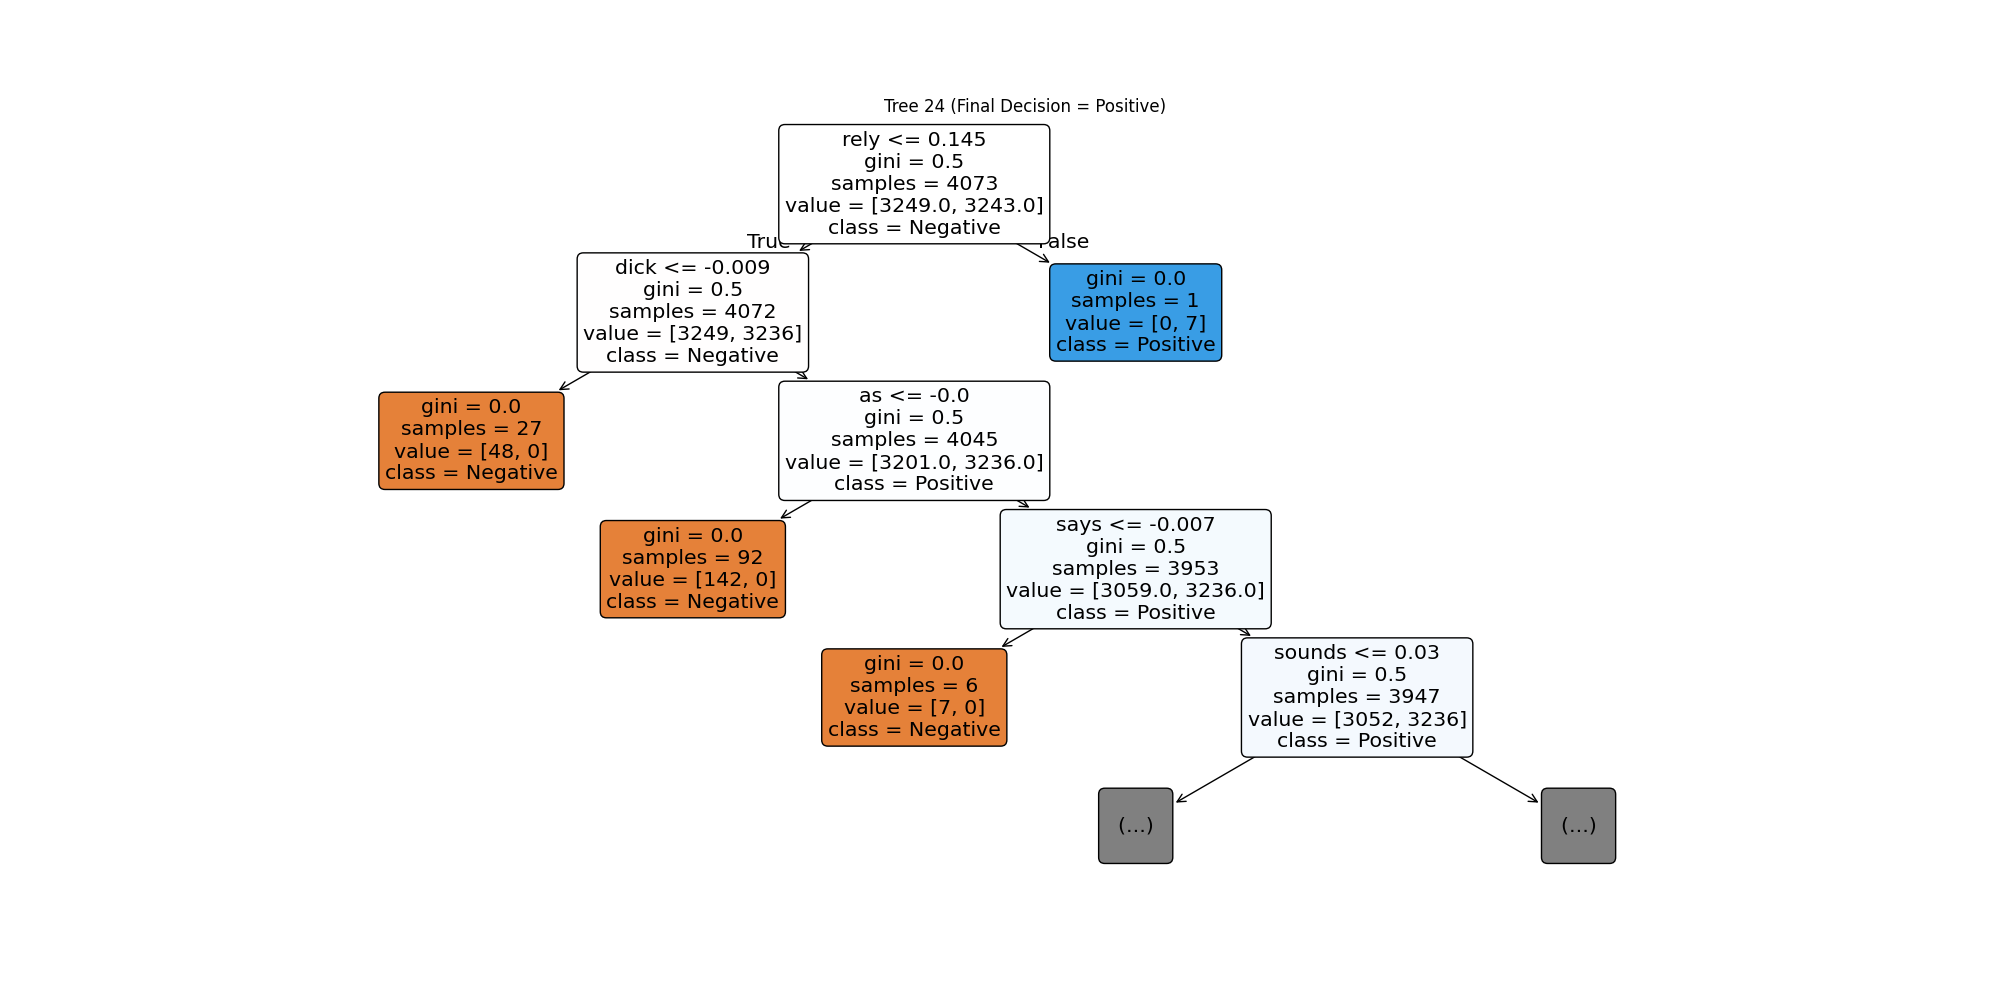 Tree 24 (Final Decision = Positive)
rely <= 0.145
gini = 0.5
samples = 4073
value = [3249.0, 3243.0]
class = Negative
True
False
dick <= -0.009
gini = 0.5
samples = 4072
value = [3249, 3236]
class = Negative
gini = 0.0
samples = 1
value = [0, 7]
class = Positive
gini = 0.0
samples = 27
value = [48, 0]
class = Negative
as <= -0.0
gini = 0.5
samples = 4045
value = [3201.0, 3236.0]
class = Positive
gini = 0.0
samples = 92
value = [142, 0]
class = Negative
says <= -0.007
gini = 0.5
samples = 3953
value = [3059.0, 3236.0]
class = Positive
gini = 0.0
samples = 6
value = [7, 0]
class = Negative
sounds <= 0.03
gini = 0.5
samples = 3947
value = [3052, 3236]
class = Positive
(...)
(...)